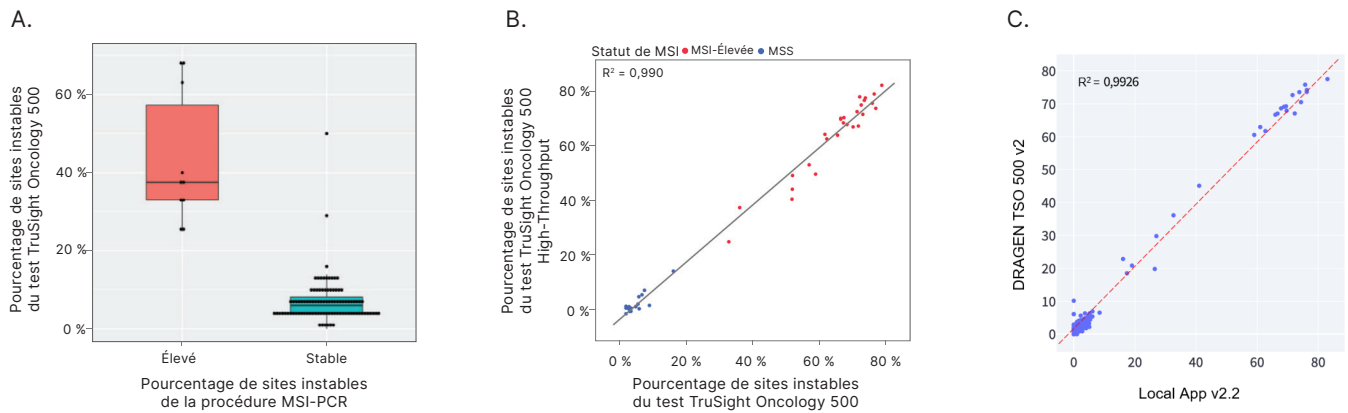 A.
Pourcentage de sites instables
du test TruSight Oncology 500
60 %
40 %
20 %
0 %
Élevé
Stable
Pourcentage de sites instables
de la procédure MSI-PCR
B.
Statut de MSI
MSI-Élevée
MSS
R² = 0,990
Pourcentage de sites instables
du test TruSight Oncology 500
High-Throughput
80 %
60 %
40 %
20 %
0 %
0 %
20 %
40 %
60 %
80 %
Pourcentage de sites instables
du test TruSight Oncology 500
C.
R² = 0,9926
DRAGEN TSO 500 v2
80
70
60
50
40
30
20
10
0
0
20
40
60
80
Local App v2.2